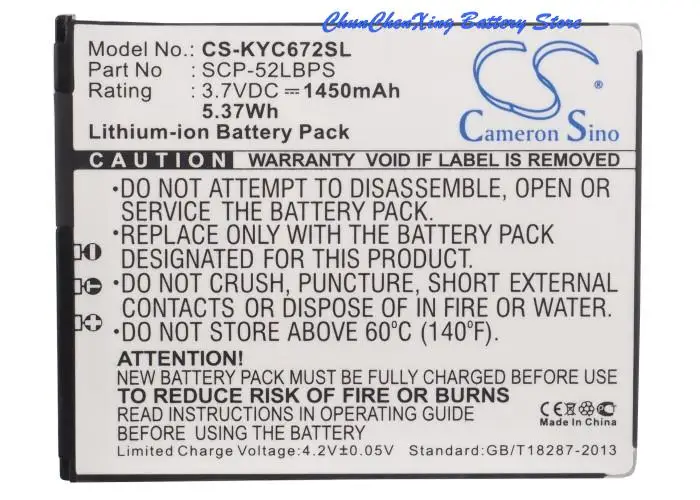 ChunChenXing Battery Store
Model No.: CS-KYC672SL
Part No : SCP-52LBPS
Rating : 3.7VDC⎓1450mAh
5.37Wh
Lithium-ion Battery Pack
CS
Cameron Sino
CAUTION WARRANTY VOID IF LABEL IS REMOVED
•DO NOT ATTEMPT TO DISASSEMBLE, OPEN OR
SERVICE THE BATTERY PACK.
•REPLACE ONLY WITH THE BATTERY PACK
DESIGNATED FOR THIS PRODUCT
•DO NOT CRUSH, PUNCTURE, SHORT EXTERNAL
CONTACTS OR DISPOSE OF IN FIRE OR WATER
•DO NOT STORE ABOVE 60°C (140°F).
ATTENTION:
NEW BATTERY PACK MUST BE FULLY CHARGED BEFORE USE
TO REDUCE RISK OF FIRE OR BURNS
READ INSTRUCTIONS OPERATING GUIDE
Made In China
Limited Charge Voltage:4.2V±0.05V Standard:GB/T18287-2013